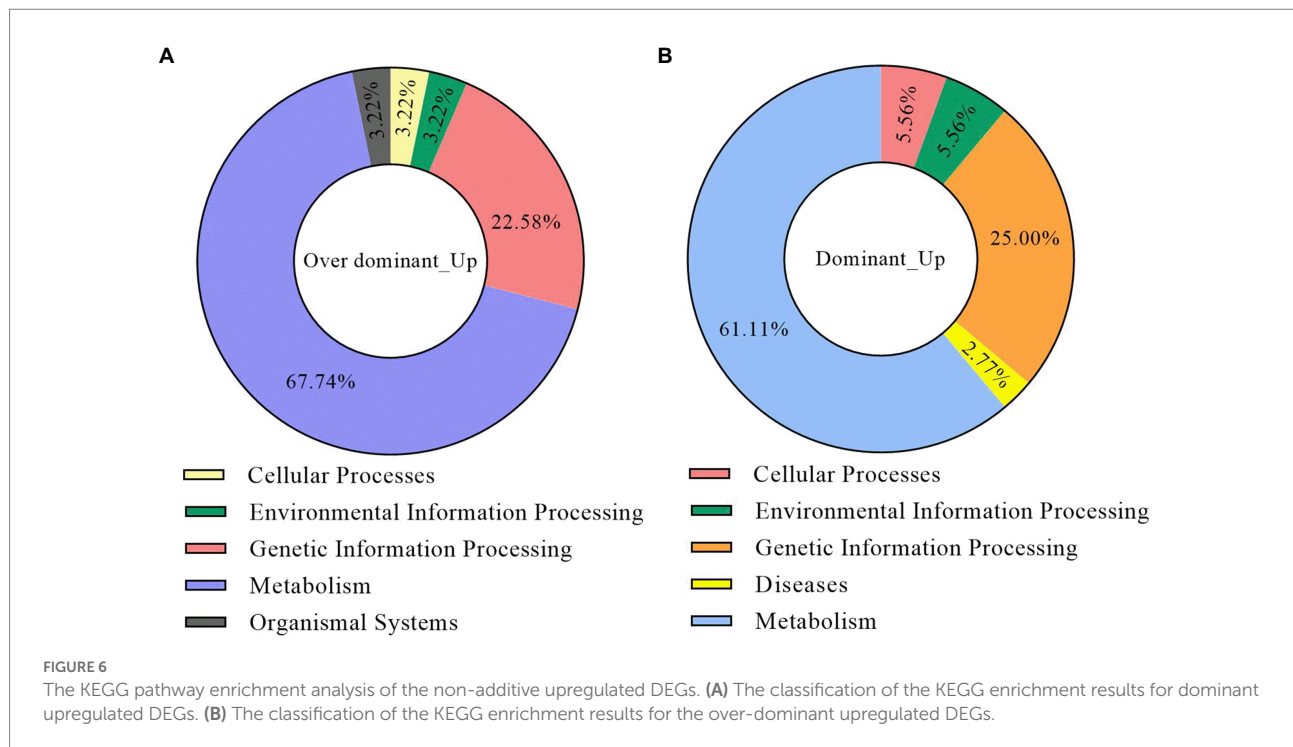 A
3.22%
3.22%
3.22%
22.58%
Over dominant_Up
67.74%
Cellular Processes
Environmental Information Processing
Genetic Information Processing
Metabolism
Organismal Systems
B
5.56%
5.56%
25.00%
Dominant_Up
61.11%
2.77%
Cellular Processes
Environmental Information Processing
Genetic Information Processing
Diseases
Metabolism
FIGURE 6
The KEGG pathway enrichment analysis of the non-additive upregulated DEGs. (A) The classification of the KEGG enrichment results for dominant
upregulated DEGs. (B) The classification of the KEGG enrichment results for the over-dominant upregulated DEGs.